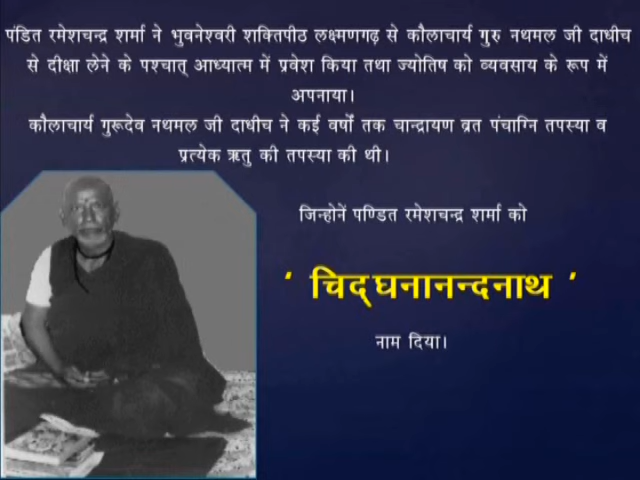 पंडित रमेशचन्द्र शर्मा ने भुवनेश्वरी शक्तिपीठ लक्ष्मणगढ़ से कौलाचार्य गुरु नथमल जी दाधीच
से दीक्षा लेने के पश्चात् आध्यात्म में प्रवेश किया तथा ज्योतिष को व्यवसाय के रूप में
अपनाया।
कौलाचार्य गुरूदेव नथमल जी दाधीच ने कई वर्षों तक चान्द्रायण व्रत पंचाग्नि तपस्या व
प्रत्येक ऋतु की तपस्या की थी।
जिन्होनें पण्डित रमेशचन्द्र शर्मा को
‘ चिद्घनानन्दनाथ ’
नाम दिया।